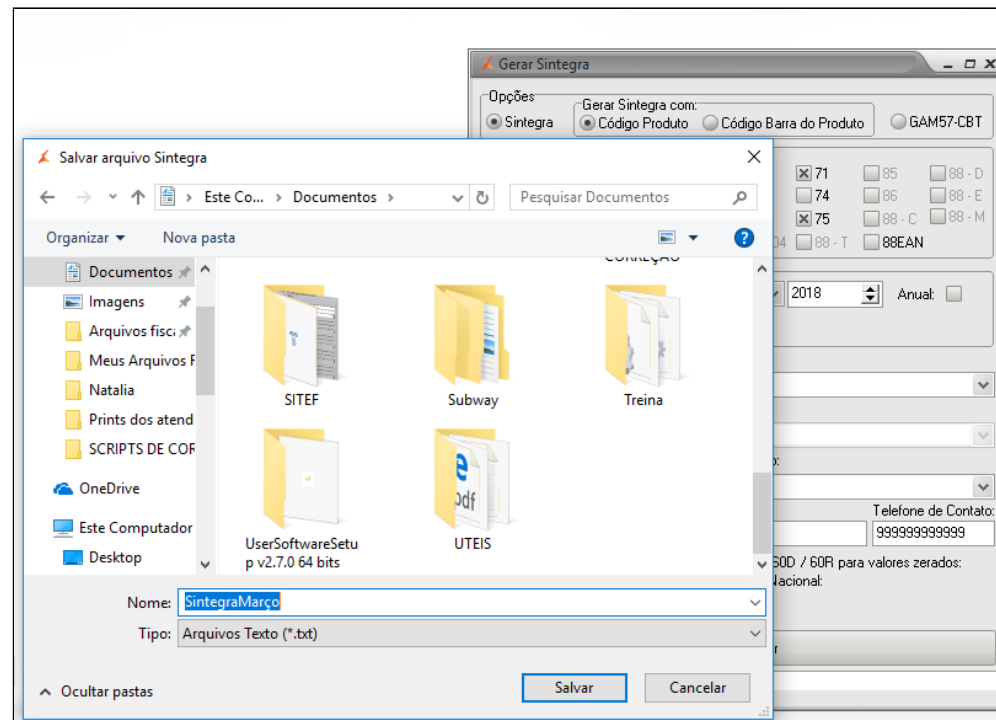 Gerar Sintegra
Opções
Gerar Sintegra com:
Sintegra
Código Produto
Código Barra do Produto
GAM57-CBT
71
85
88 - D
74
86
88 - E
75
88 - C
88 - M
04
88 - T
88EAN
2018
Anual:
Telefone de Contato:
999999999999
60D / 60R para valores zerados:
Nacional:
Salvar arquivo Sintegra
Este Co...
Documentos
Pesquisar Documentos
Organizar
Nova pasta
Documentos
Imagens
Arquivos fisc
Meus Arquivos F
Natalia
Prints dos atend
SCRIPTS DE COR
OneDrive
Este Computador
Desktop
CORREÇÃO
SITEF
Subway
Treina
UserSoftwareSetu
p v2.7.0 64 bits
pdf
UTEIS
Nome:
SintegraMarço
Tipo:
Arquivos Texto (*.txt)
Ocultar pastas
Salvar
Cancelar